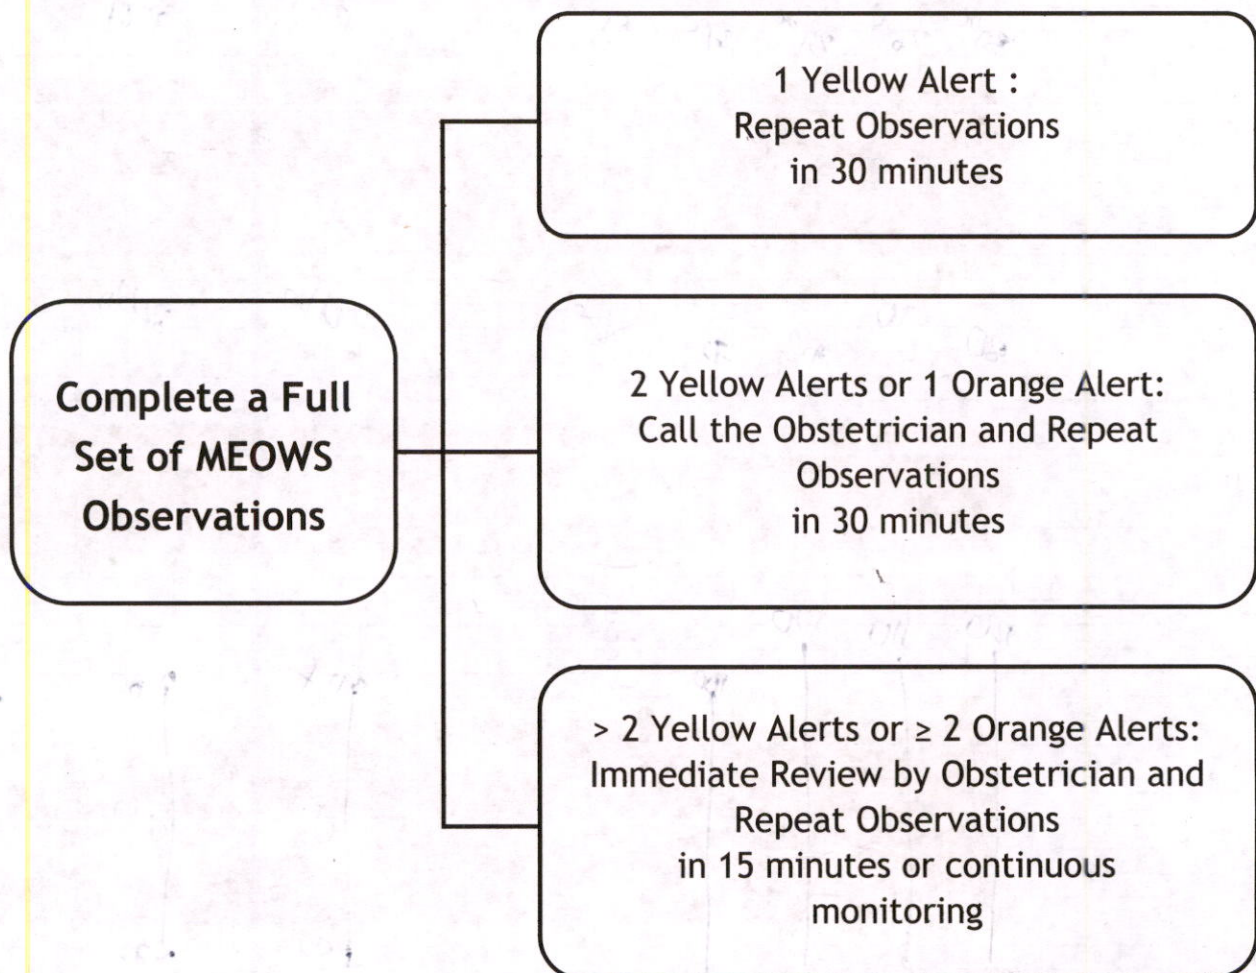 1 Yellow Alert :
Repeat Observations
in 30 minutes
Complete a Full
Set of MEOWS
Observations
2 Yellow Alerts or 1 Orange Alert:
Call the Obstetrician and Repeat
Observations
in 30 minutes
> 2 Yellow Alerts or ≥ 2 Orange Alerts:
Immediate Review by Obstetrician and
Repeat Observations
in 15 minutes or continuous
monitoring